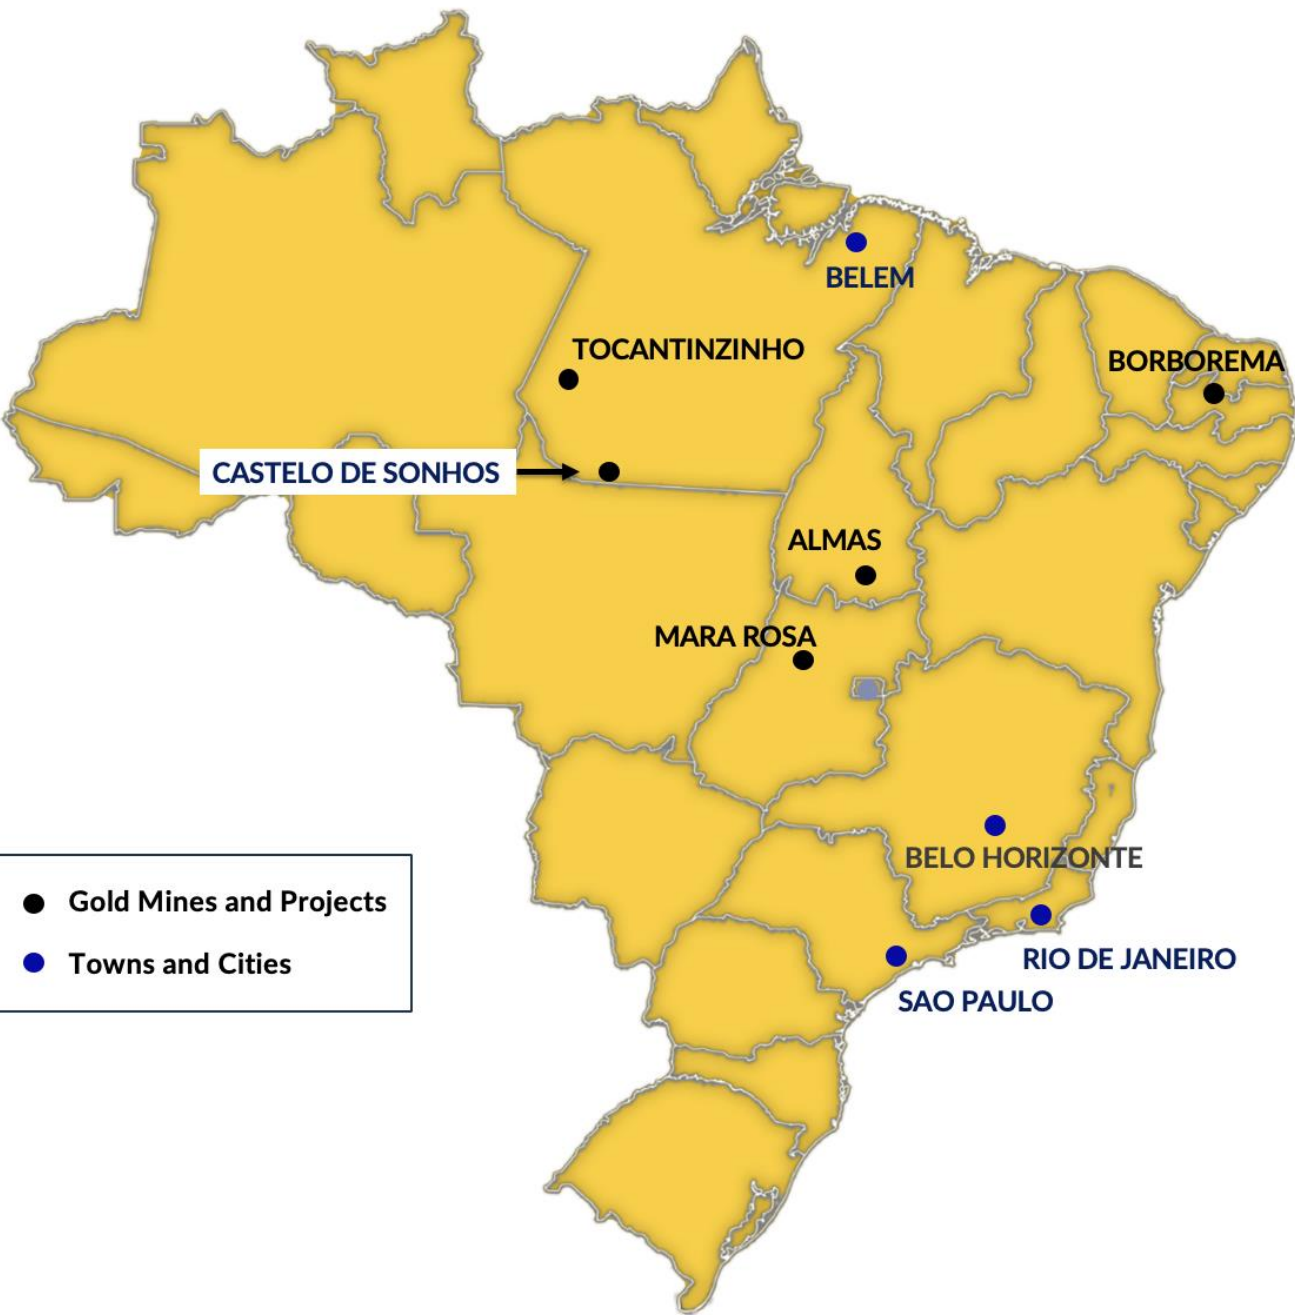 BELEM
TOCANTINZINHO
BORBOREMA
CASTELO DE SONHOS
ALMAS
MARA ROSA
BELO HORIZONTE
Gold Mines and Projects
Towns and Cities
RIO DE JANEIRO
SAO PAULO